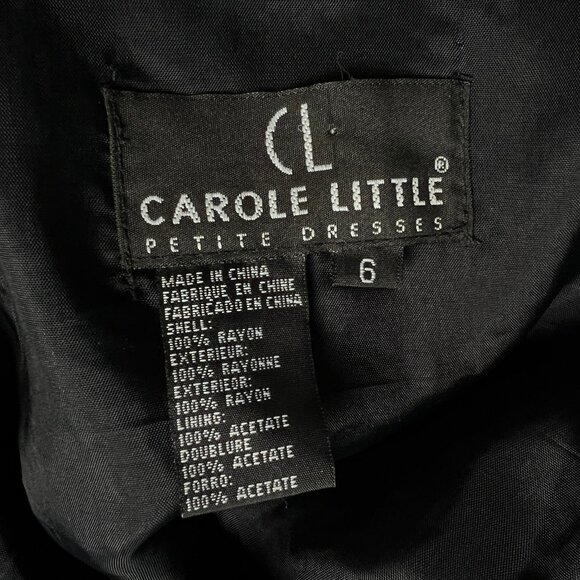 CL
CAROLE LITTLE®
PETITE DRESSES
6
MADE IN CHINA
FABRIQUE EN CHINE
FABRICADO EN CHINA
SHELL:
100% RAYON
EXTERIEUR:
100% RAYONNE
EXTERIEUR:
100% RAYON
LINING:
100% ACETATE
DOUBLURE
100% ACETATE
FORRO:
100% ACETATE